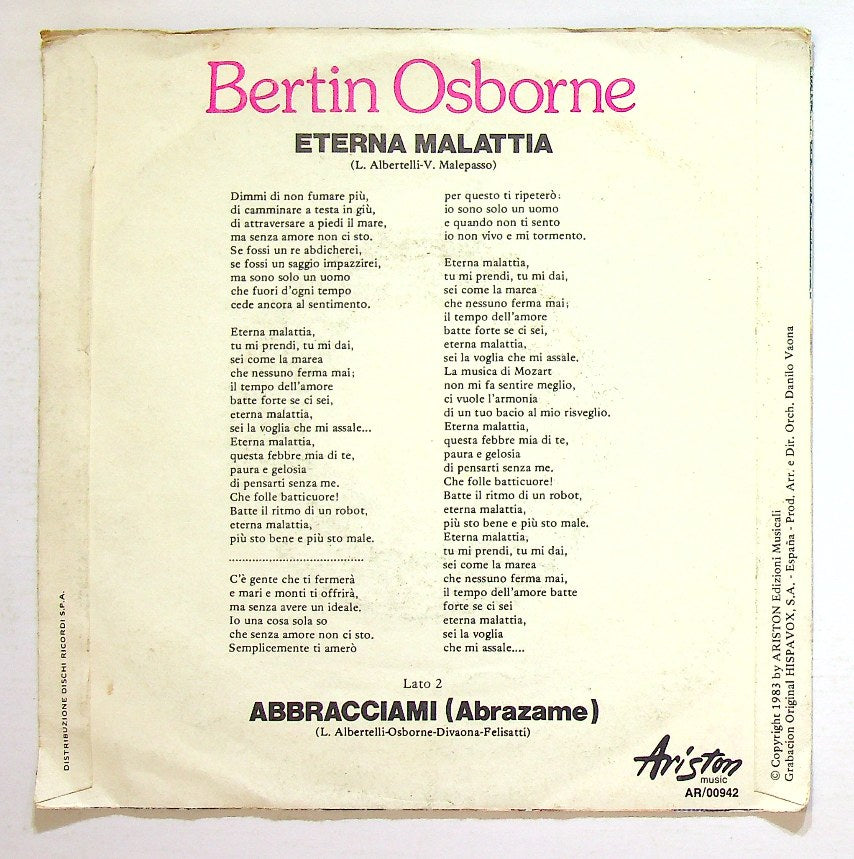 Bertin Osborne
ETERNA MALATTIA
(L. Albertelli-V. Malepasso)
Dimmi di non fumare più,
di camminare a testa in giù,
di attraversare a piedi il mare,
ma senza amore non ci sto.
Se fossi un re abdicherei,
se fossi un saggio impazzirei,
ma sono solo un uomo
che fuori d'ogni tempo
cede ancora al sentimento.
Eterna malattia,
tu mi prendi, tu mi dai,
sei come la marea
che nessuno ferma mai;
il tempo dell'amore
batte forte se ci sei,
eterna malattia,
sei la voglia che mi assale...
Eterna malattia,
questa febbre mia di te,
paura e gelosia
di pensarti senza me.
Che folle batticuore!
Batte il ritmo di un robot,
eterna malattia,
più sto bene e più sto male.
........................................
C'è gente che ti fermerà
e mari e monti ti offrirà,
ma senza avere un ideale.
Io una cosa sola so
che senza amore non ci sto.
Semplicemente ti amerò
per questo ti ripeterò:
io sono solo un uomo
e quando non ti sento
io non vivo e mi tormento.
Eterna malattia,
tu mi prendi, tu mi dai,
sei come la marea
che nessuno ferma mai;
il tempo dell'amore
batte forte se ci sei,
eterna malattia,
sei la voglia che mi assale.
La musica di Mozart
non mi fa sentire meglio,
ci vuole l'armonia
di un tuo bacio al mio risveglio.
Eterna malattia,
questa febbre mia di te,
paura e gelosia
di pensarti senza me.
Che folle batticuore!
Batte il ritmo di un robot,
eterna malattia,
più sto bene e più sto male.
Eterna malattia,
tu mi prendi, tu mi dai,
sei come la marea
che nessuno ferma mai,
il tempo dell'amore batte
forte se ci sei
eterna malattia,
sei la voglia
che mi assale....
Lato 2
ABBRACCIAMI (Abrazame)
(L. Albertelli-Osborne-Divaona-Felisatti)
Ariston
music
AR/00942
DISTRIBUZIONE DISCHI RICORDI S.P.A.
© Copyright 1983 by ARISTON Edizioni Musicali
Grabacion Original HISPAVOX, S.A. - España - Prod. Arr. e Dir. Orch. Danilo Vaona